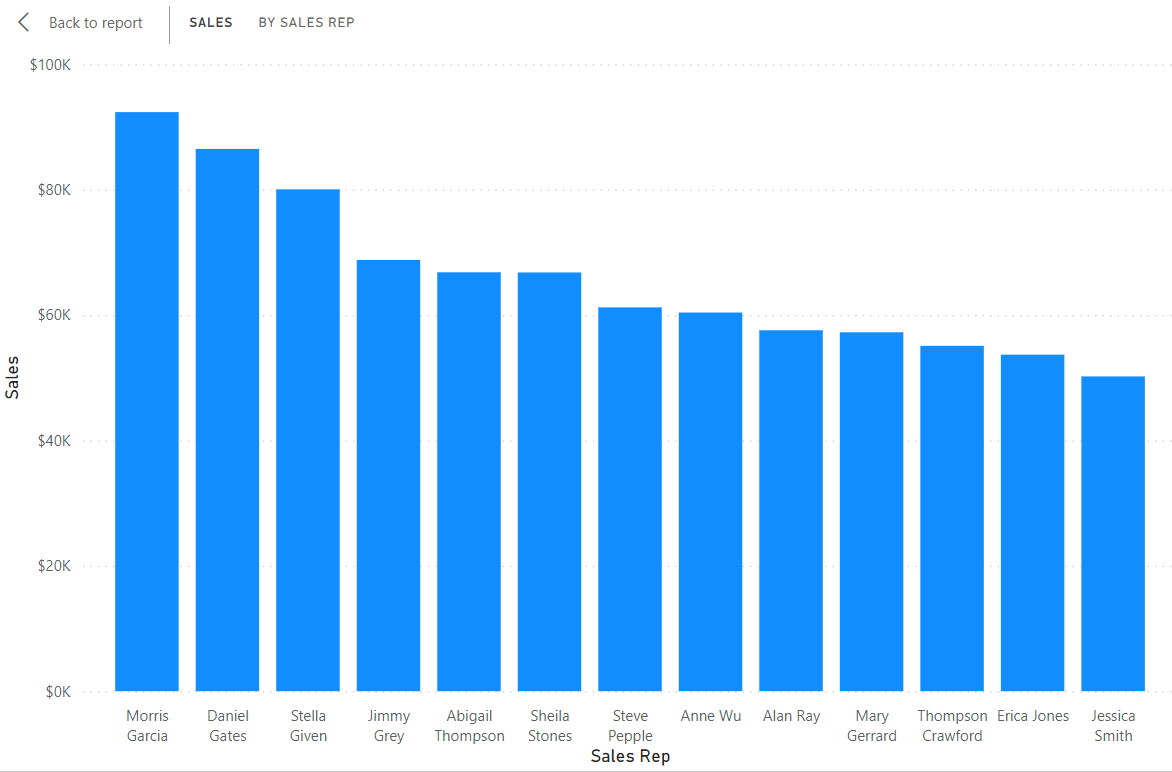 Back to report
SALES
BY SALES REP
$100K
$80K
$60K
$40K
$20K
$0K
Sales
Morris
Garcia
Daniel
Gates
Stella
Given
Jimmy
Grey
Abigail
Thompson
Sheila
Stones
Steve
Pepple
Anne Wu
Alan Ray
Mary
Gerrard
Thompson
Crawford
Erica Jones
Jessica
Smith
Sales Rep